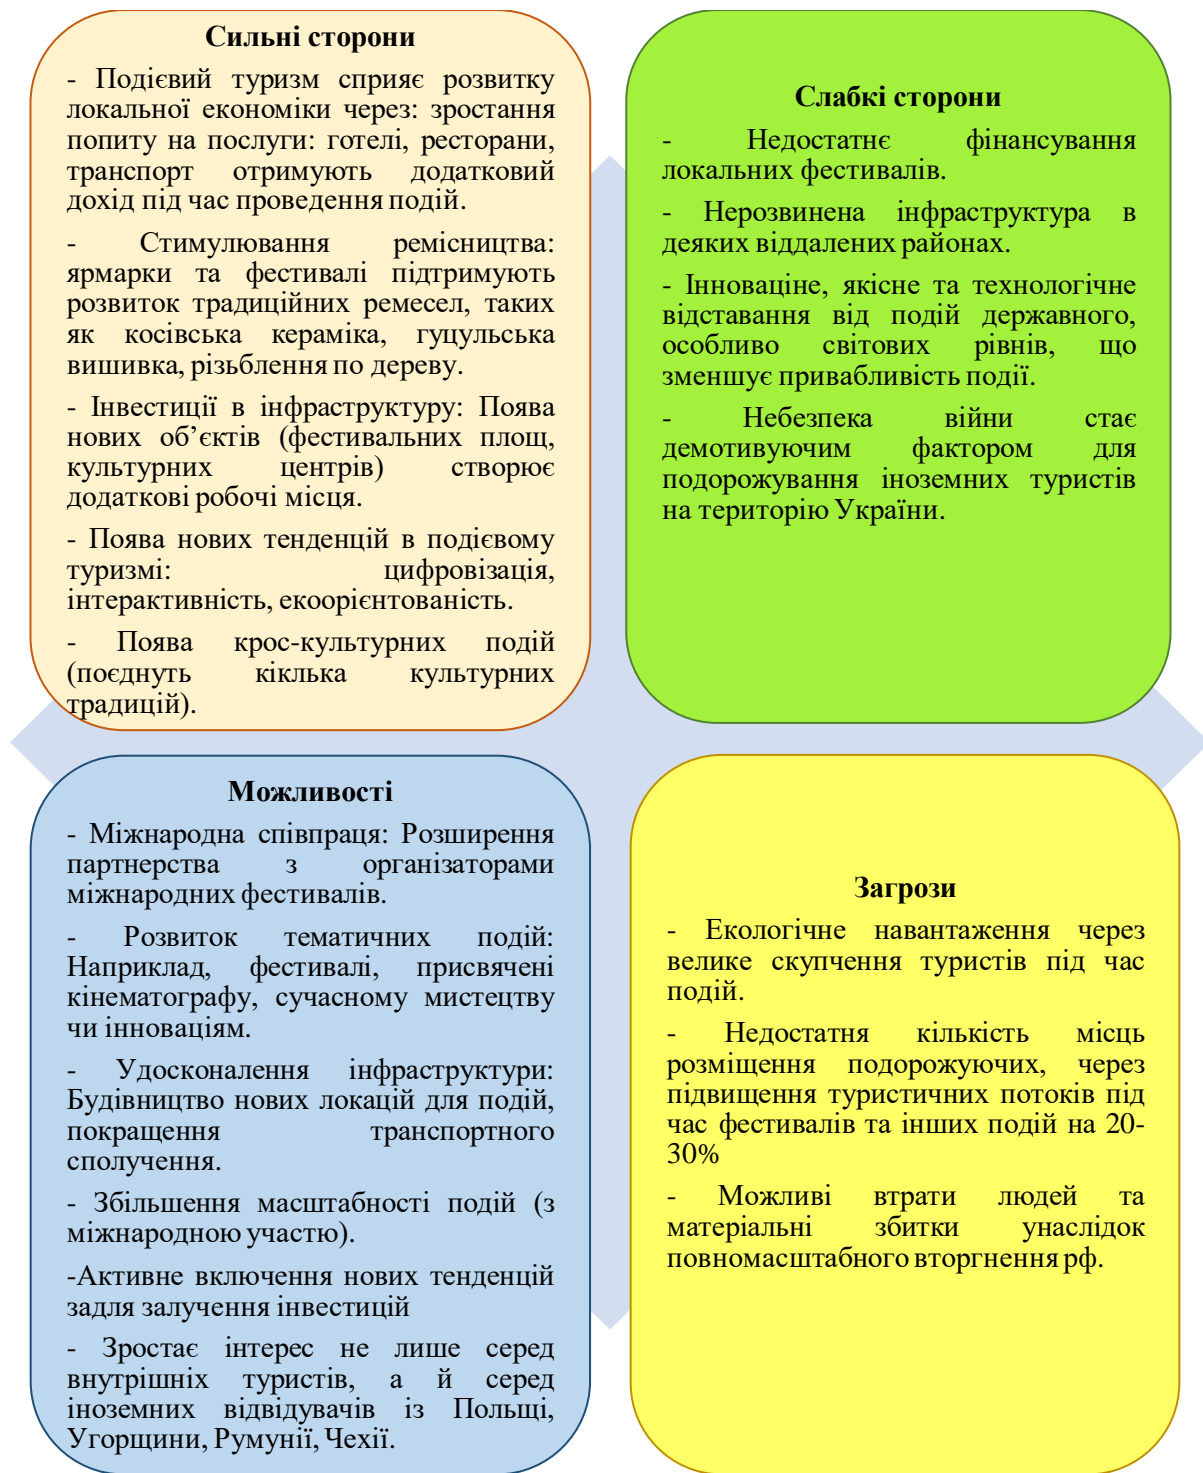 Сильні сторони
- Подієвий туризм сприяє розвитку
локальної економіки через: зростання
попиту на послуги: готелі, ресторани,
транспорт отримують додатковий
дохід під час проведення подій.
- Стимулювання ремісництва:
ярмарки та фестивалі підтримують
розвиток традиційних ремесел, таких
як косівська кераміка, гуцульська
вишивка, різьблення по дереву.
- Інвестиції в інфраструктуру: Поява
нових об’єктів (фестивальних площ,
культурних центрів) створює
додаткові робочі місця.
- Поява нових тенденцій в подієвому
туризмі: цифровізація,
інтерактивність, екоорієнтованість.
- Поява крос-культурних подій
(поєднуть кіклька культурних
традицій).
Слабкі сторони
- Недостатнє фінансування
локальних фестивалів.
- Нерозвинена інфраструктура в
деяких віддалених районах.
- Інноваціне, якісне та технологічне
відставання від подій державного,
особливо світових рівнів, що
зменшує привабливість події.
- Небезпека війни стає
демотивуючим фактором для
подорожування іноземних туристів
на територію України.
Можливості
- Міжнародна співпраця: Розширення
партнерства з організаторами
міжнародних фестивалів.
- Розвиток тематичних подій:
Наприклад, фестивалі, присвячені
кінематографу, сучасному мистецтву
чи інноваціям.
- Удосконалення інфраструктури:
Будівництво нових локацій для подій,
покращення транспортного
сполучення.
- Збільшення масштабності подій (з
міжнародною участю).
-Активне включення нових тенденцій
задля залучення інвестицій
- Зростає інтерес не лише серед
внутрішніх туристів, а й серед
іноземних відвідувачів із Польщі,
Угорщини, Румунії, Чехії.
Загрози
- Екологічне навантаження через
велике скупчення туристів під час
подій.
- Недостатня кількість місць
розміщення подорожуючих, через
підвищення туристичних потоків під
час фестивалів та інших подій на 20-
30%
- Можливі втрати людей та
матеріальні збитки унаслідок
повномасштабного вторгнення рф.